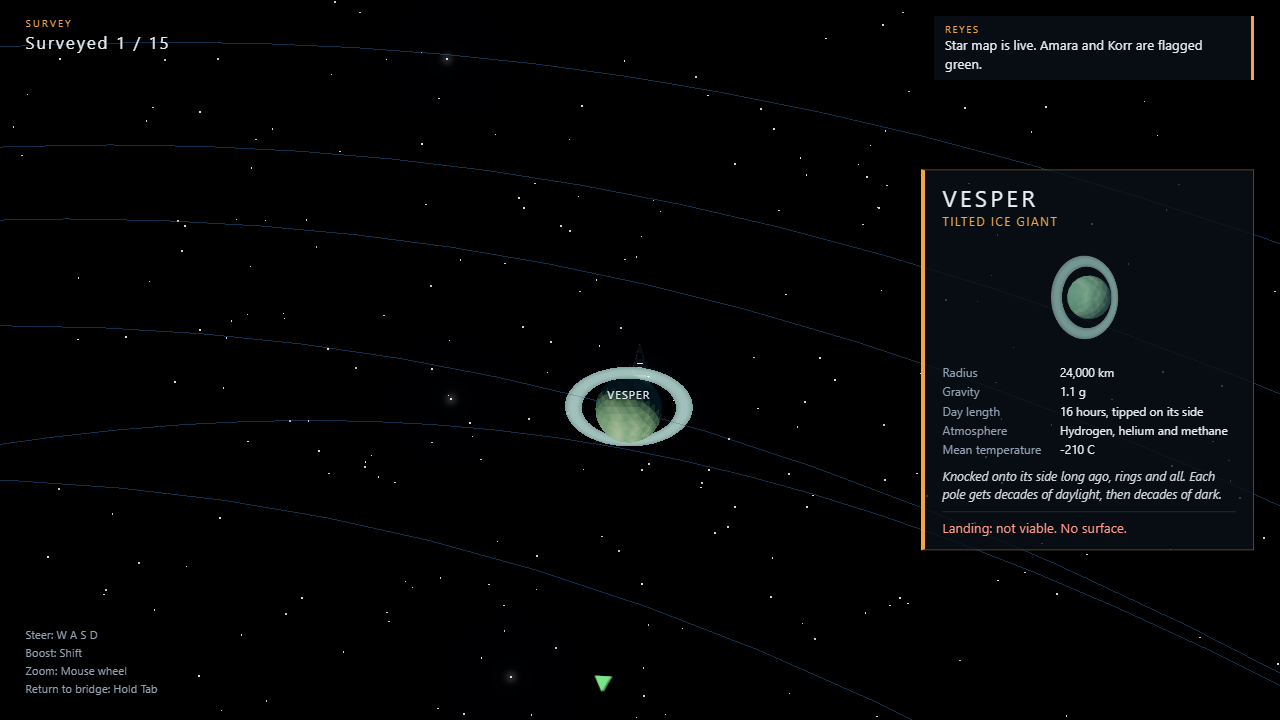 SURVEY
Surveyed 1 / 15
REYES
Star map is live. Amara and Korr are flagged
green.
VESPER
VESPER
TILTED ICE GIANT
Radius 24,000 km
Gravity 1.1 g
Day length 16 hours, tipped on its side
Atmosphere Hydrogen, helium and methane
Mean temperature -210 C
Knocked onto its side long ago, rings and all. Each
pole gets decades of daylight, then decades of dark.
Landing: not viable. No surface.
Steer: W A S D
Boost: Shift
Zoom: Mouse wheel
Return to bridge: Hold Tab